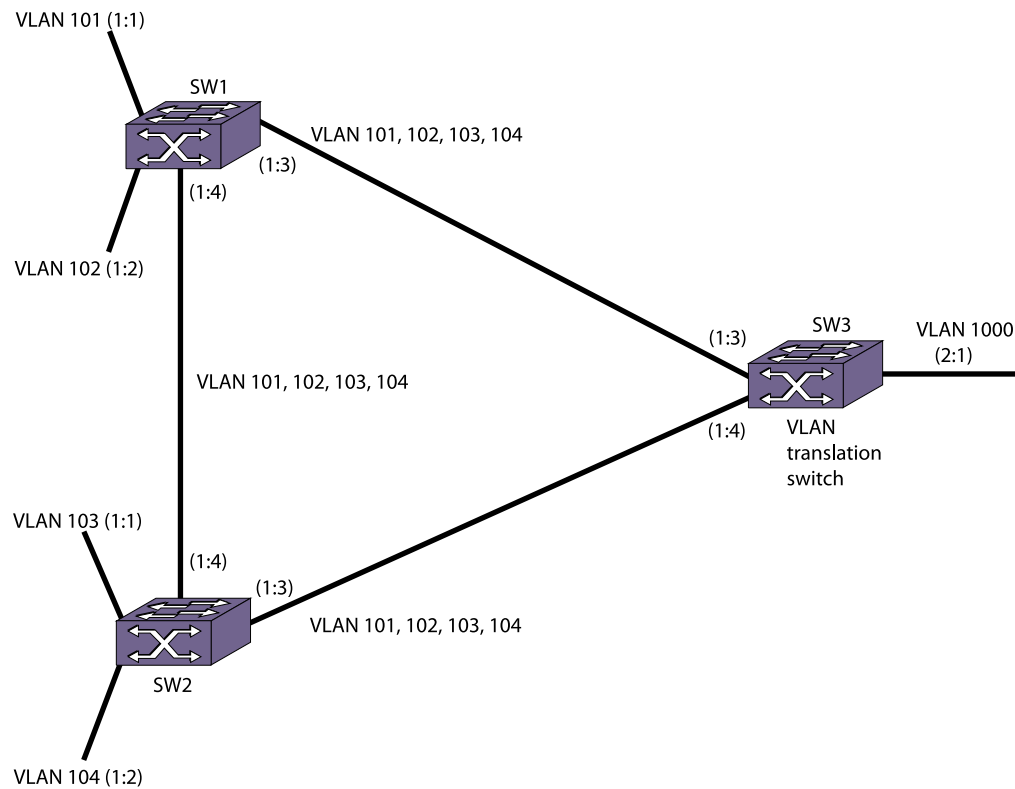 VLAN 101 (1:1)
SW1
VLAN 101, 102, 103, 104
(1:3)
(1:4)
VLAN 102 (1:2)
SW3
VLAN 1000
(1:3)
(2:1)
VLAN 101, 102, 103, 104
(1:4)
VLAN
translation
switch
VLAN 103 (1:1)
(1:4)
(1:3)
VLAN 101, 102, 103, 104
SW2
VLAN 104 (1:2)